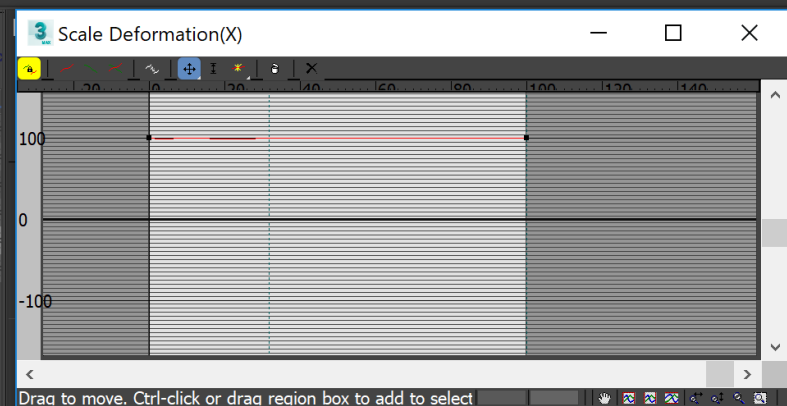 3 Scale Deformation(X)
-20 0 20 40 60 80 100 120 140
100
0
-100
Drag to move. Ctrl-click or drag region box to add to select